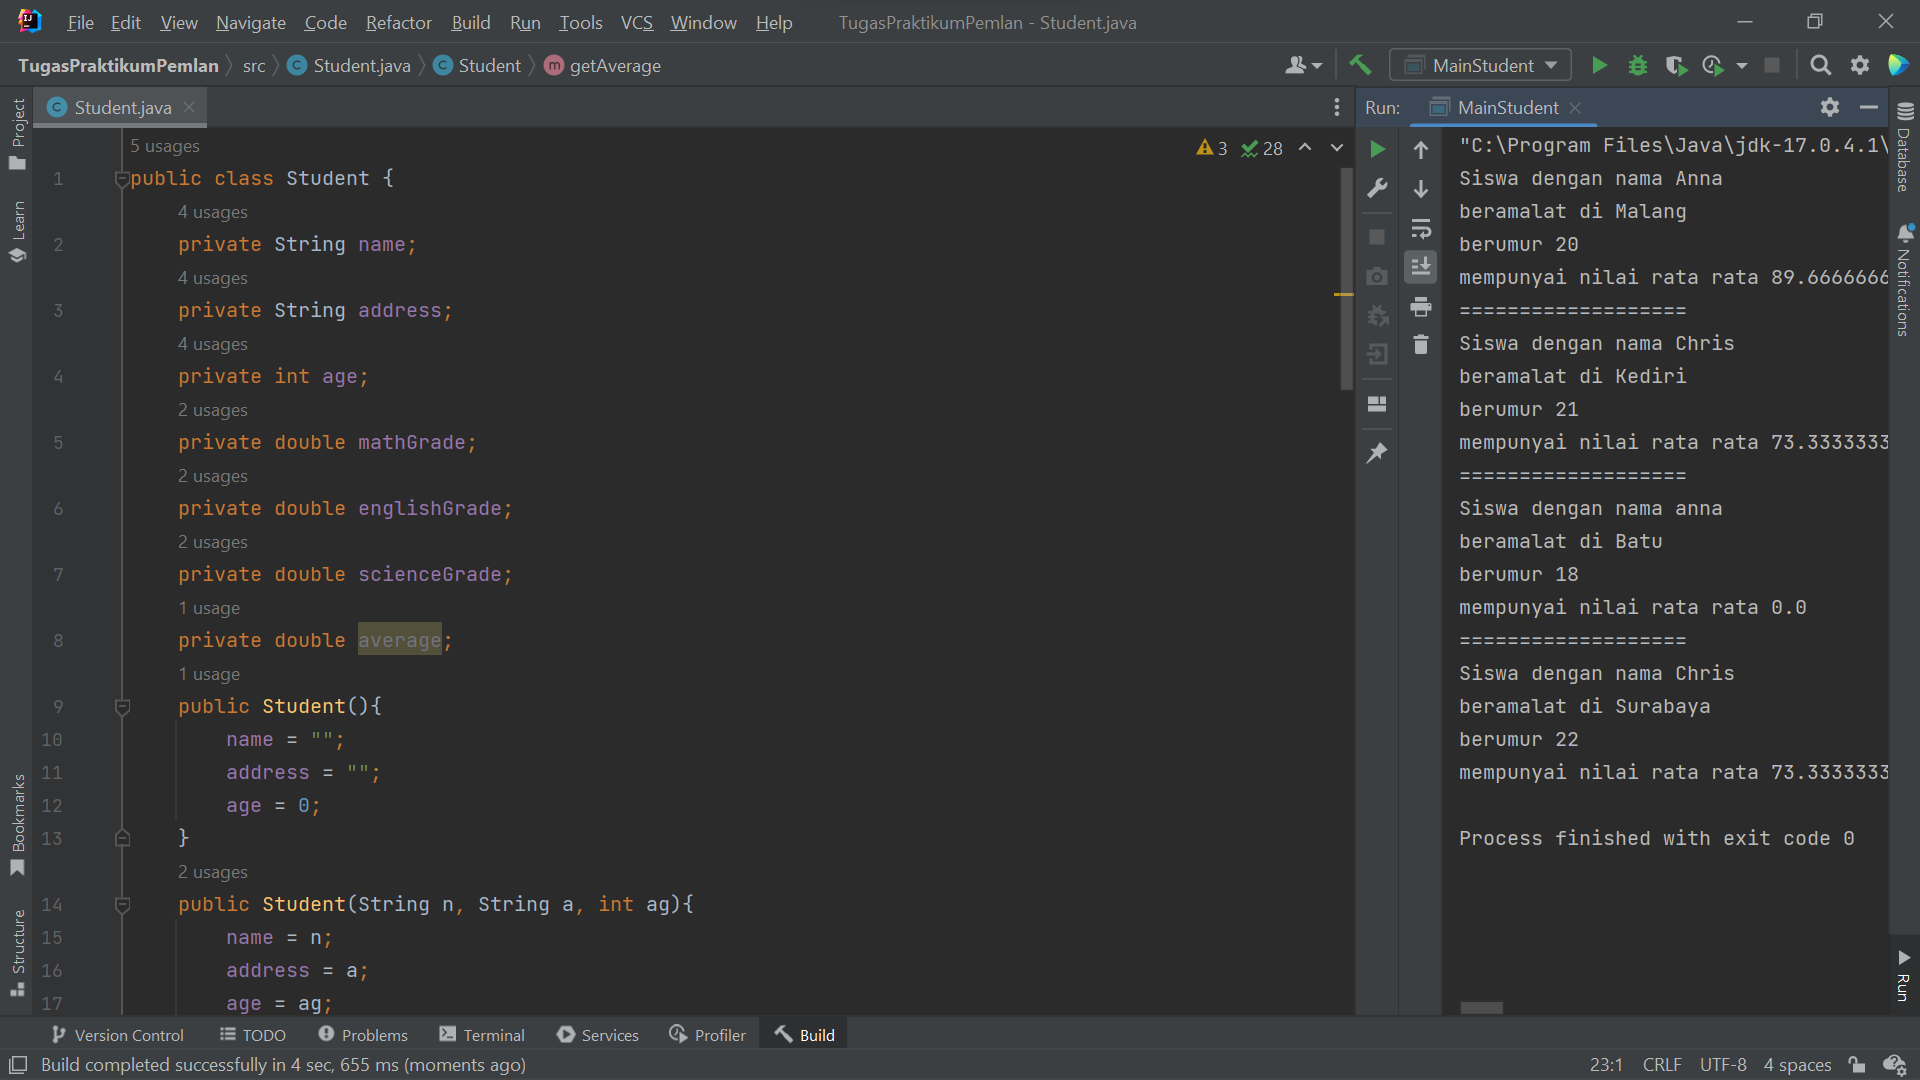 File Edit View Navigate Code Refactor Build Run Tools VCS Window Help TugasPraktikumPemlan - Student.java
TugasPraktikumPemlan src Student.java Student getAverage MainStudent
Project
Learn
Bookmarks
Structure
Student.java
5 usages
3 28
1 public class Student {
4 usages
2 private String name;
4 usages
3 private String address;
4 usages
4 private int age;
2 usages
5 private double mathGrade;
2 usages
6 private double englishGrade;
2 usages
7 private double scienceGrade;
1 usage
8 private double average;
1 usage
9 public Student(){
10 name = "";
11 address = "";
12 age = 0;
13 }
2 usages
14 public Student(String n, String a, int ag){
15 name = n;
16 address = a;
17 age = ag;
Run: MainStudent
"C:\Program Files\Java\jdk-17.0.4.1\
Siswa dengan nama Anna
beramalat di Malang
berumur 20
mempunyai nilai rata rata 89.6666666
===================
Siswa dengan nama Chris
beramalat di Kediri
berumur 21
mempunyai nilai rata rata 73.3333333
===================
Siswa dengan nama anna
beramalat di Batu
berumur 18
mempunyai nilai rata rata 0.0
===================
Siswa dengan nama Chris
beramalat di Surabaya
berumur 22
mempunyai nilai rata rata 73.3333333
Process finished with exit code 0
Database
Notifications
Run
Version Control TODO Problems Terminal Services Profiler Build
Build completed successfully in 4 sec, 655 ms (moments ago) 23:1 CRLF UTF-8 4 spaces